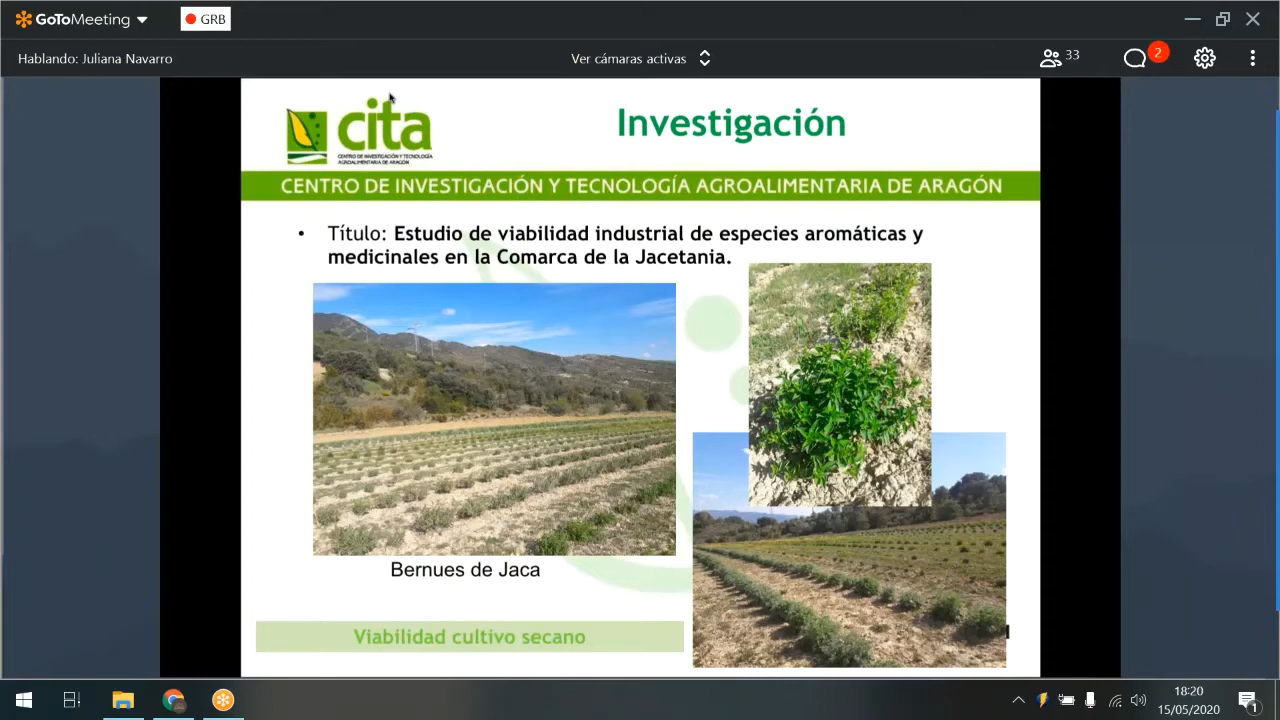 GoToMeeting
GRB
Hablando: Juliana Navarro
Ver cámaras activas
33
2
cita
CENTRO DE INVESTIGACIÓN Y TECNOLOGÍA
AGROALIMENTARIA DE ARAGÓN
Investigación
CENTRO DE INVESTIGACIÓN Y TECNOLOGÍA AGROALIMENTARIA DE ARAGÓN
• Título: Estudio de viabilidad industrial de especies aromáticas y
medicinales en la Comarca de la Jacetania.
Bernues de Jaca
Viabilidad cultivo secano
18:20
15/05/2020
1